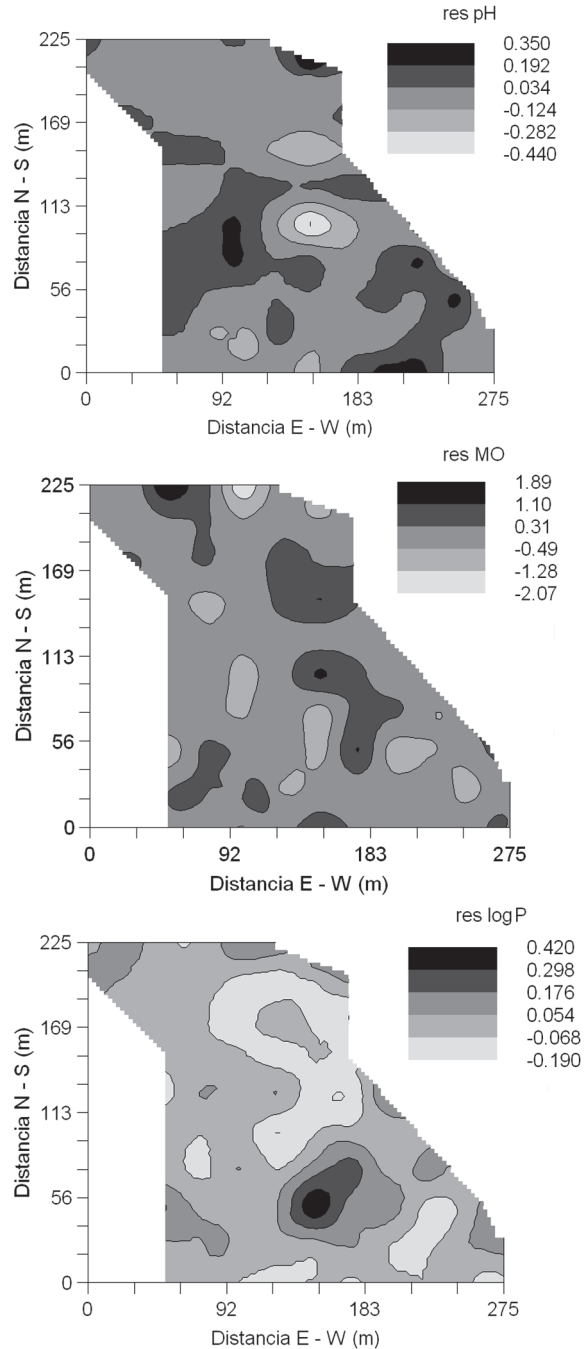 res pH
0.350
0.192
0.034
-0.124
-0.282
-0.440
225
169
113
56
0
Distancia N - S (m)
0 92 183 275
Distancia E - W (m)
res MO
1.89
1.10
0.31
-0.49
-1.28
-2.07
225
169
113
56
0
Distancia N - S (m)
0 92 183 275
Distancia E - W (m)
res logP
0.420
0.298
0.176
0.054
-0.068
-0.190
225
169
113
56
0
Distancia N - S (m)
0 92 183 275
Distancia E - W (m)